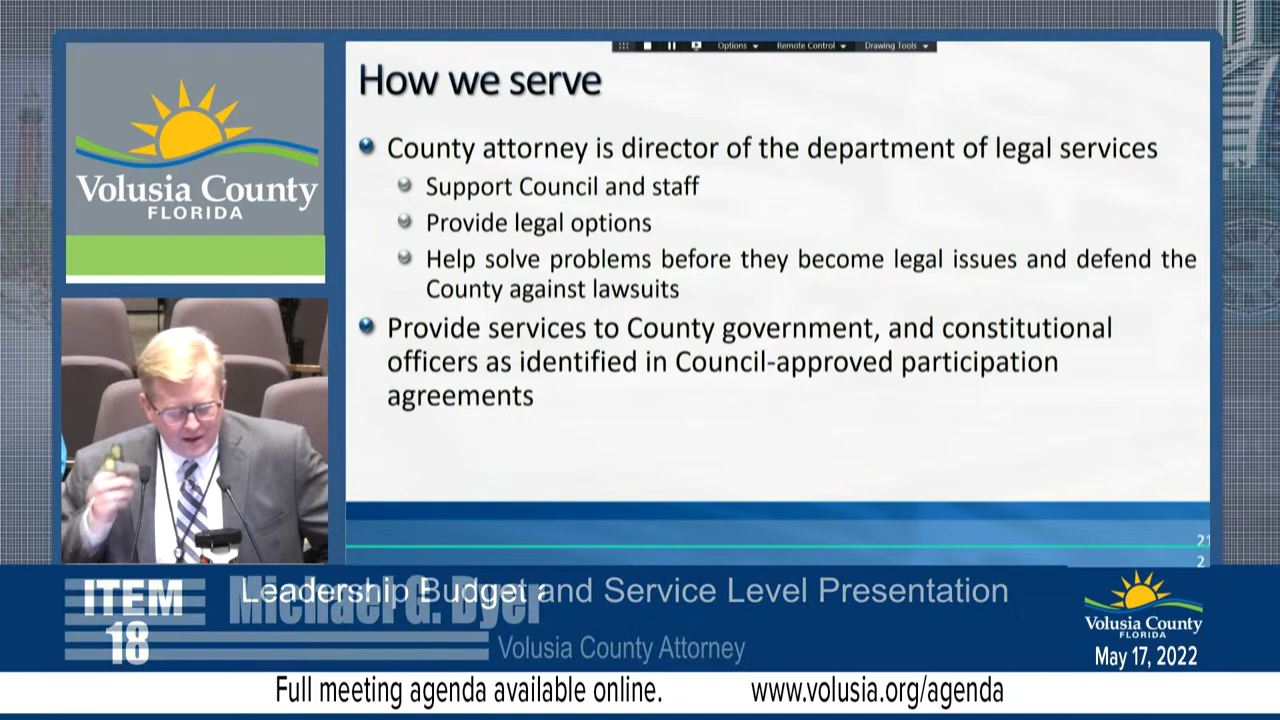 Options
Remote Control
Drawing Tools
How we serve
County attorney is director of the department of legal services
Support Council and staff
Provide legal options
Help solve problems before they become legal issues and defend the
County against lawsuits
Provide services to County government, and constitutional
officers as identified in Council-approved participation
agreements
21
2
Volusia County
FLORIDA
ITEM
18
Leadership Budget and Service Level Presentation
Michael G. Dyer
Volusia County Attorney
Volusia County
FLORIDA
May 17, 2022
Full meeting agenda available online.
www.volusia.org/agenda